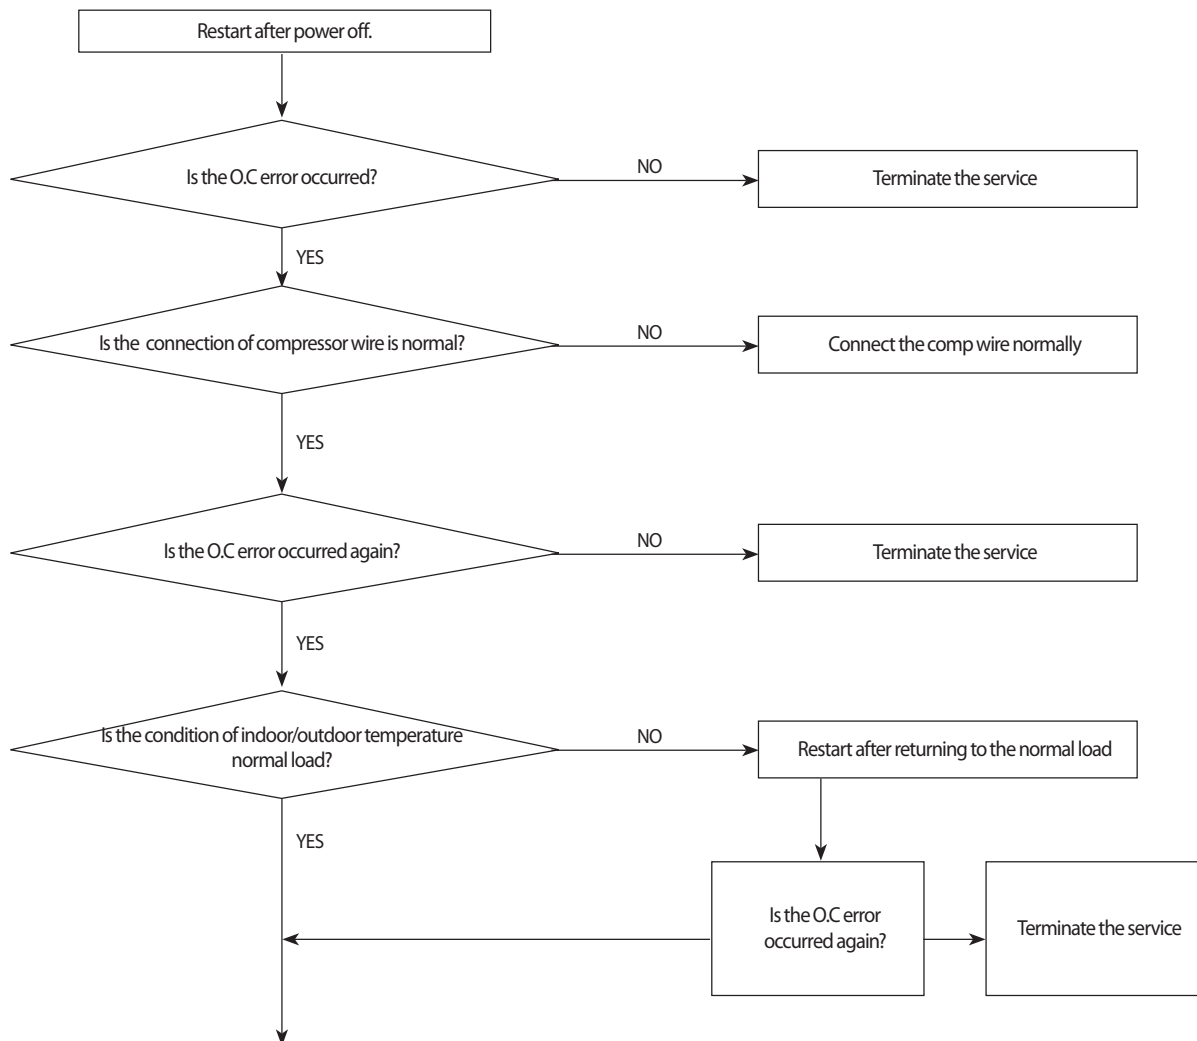 Restart after power off.
Is the O.C error occurred?
NO
Terminate the service
YES
Is the connection of compressor wire is normal?
NO
Connect the comp wire normally
YES
Is the O.C error occurred again?
NO
Terminate the service
YES
Is the condition of indoor/outdoor temperature
normal load?
NO
Restart after returning to the normal load
YES
Is the O.C error
occurred again?
Terminate the service